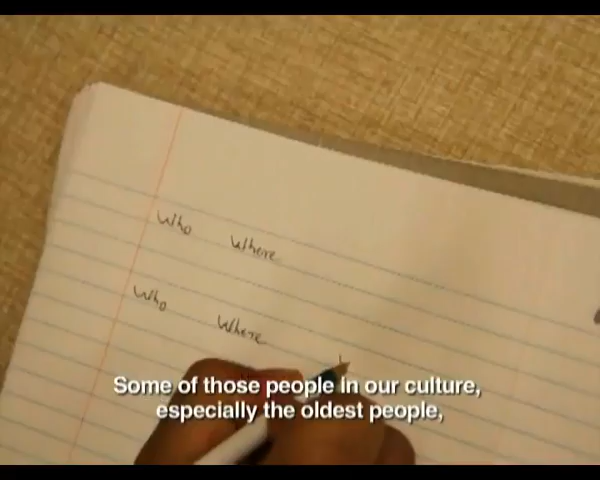 Who Where
Who Where
Some of those people in our culture,
especially the oldest people,